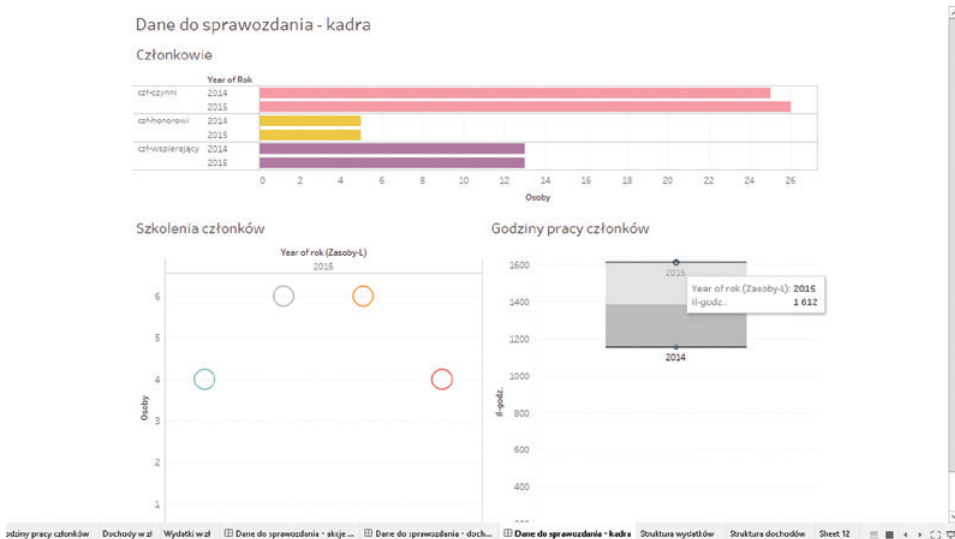 Dane do sprawozdania - kadra
Członkowie
Year of Rok
czł-czynni 2014
2015
czł-honorowi 2014
2015
czł-wspierający 2014
2015
0 2 4 6 8 10 12 14 16 18 20 22 24 26
Osoby
Szkolenia członków
Year of rok (Zasoby-L)
2015
Osoby
6
5
4
3
2
1
Godziny pracy członków
il-godz.
1600
1400
1200
1000
800
600
400
2015
Year of rok (Zasoby-L): 2015
il-godz.: 1 612
2014
odziny pracy członków Dochody w zł Wydatki w zł Dane do sprawozdania - akcje ... Dane do sprawozdania - doch... Dane do sprawozdania - kadra Struktura wydatków Struktura dochodów Sheet 12